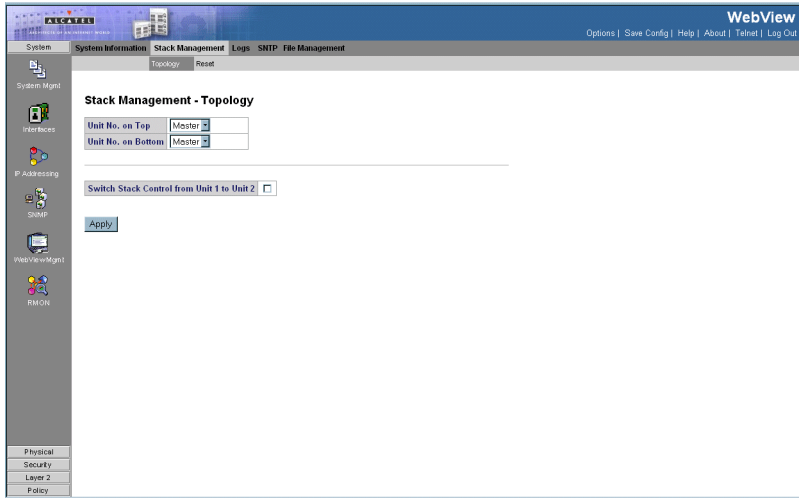 ALCATEL
WebView
Options | Save Config | Help | About | Telnet | Log Out
System
System Information Stack Management Logs SNTP File Management
Topology Reset
System Mgmt
Interfaces
IP Addressing
SNMP
WebViewMgmt
RMON
Stack Management - Topology
Unit No. on Top Master
Unit No. on Bottom Master
Switch Stack Control from Unit 1 to Unit 2
Apply
Physical
Security
Layer 2
Policy